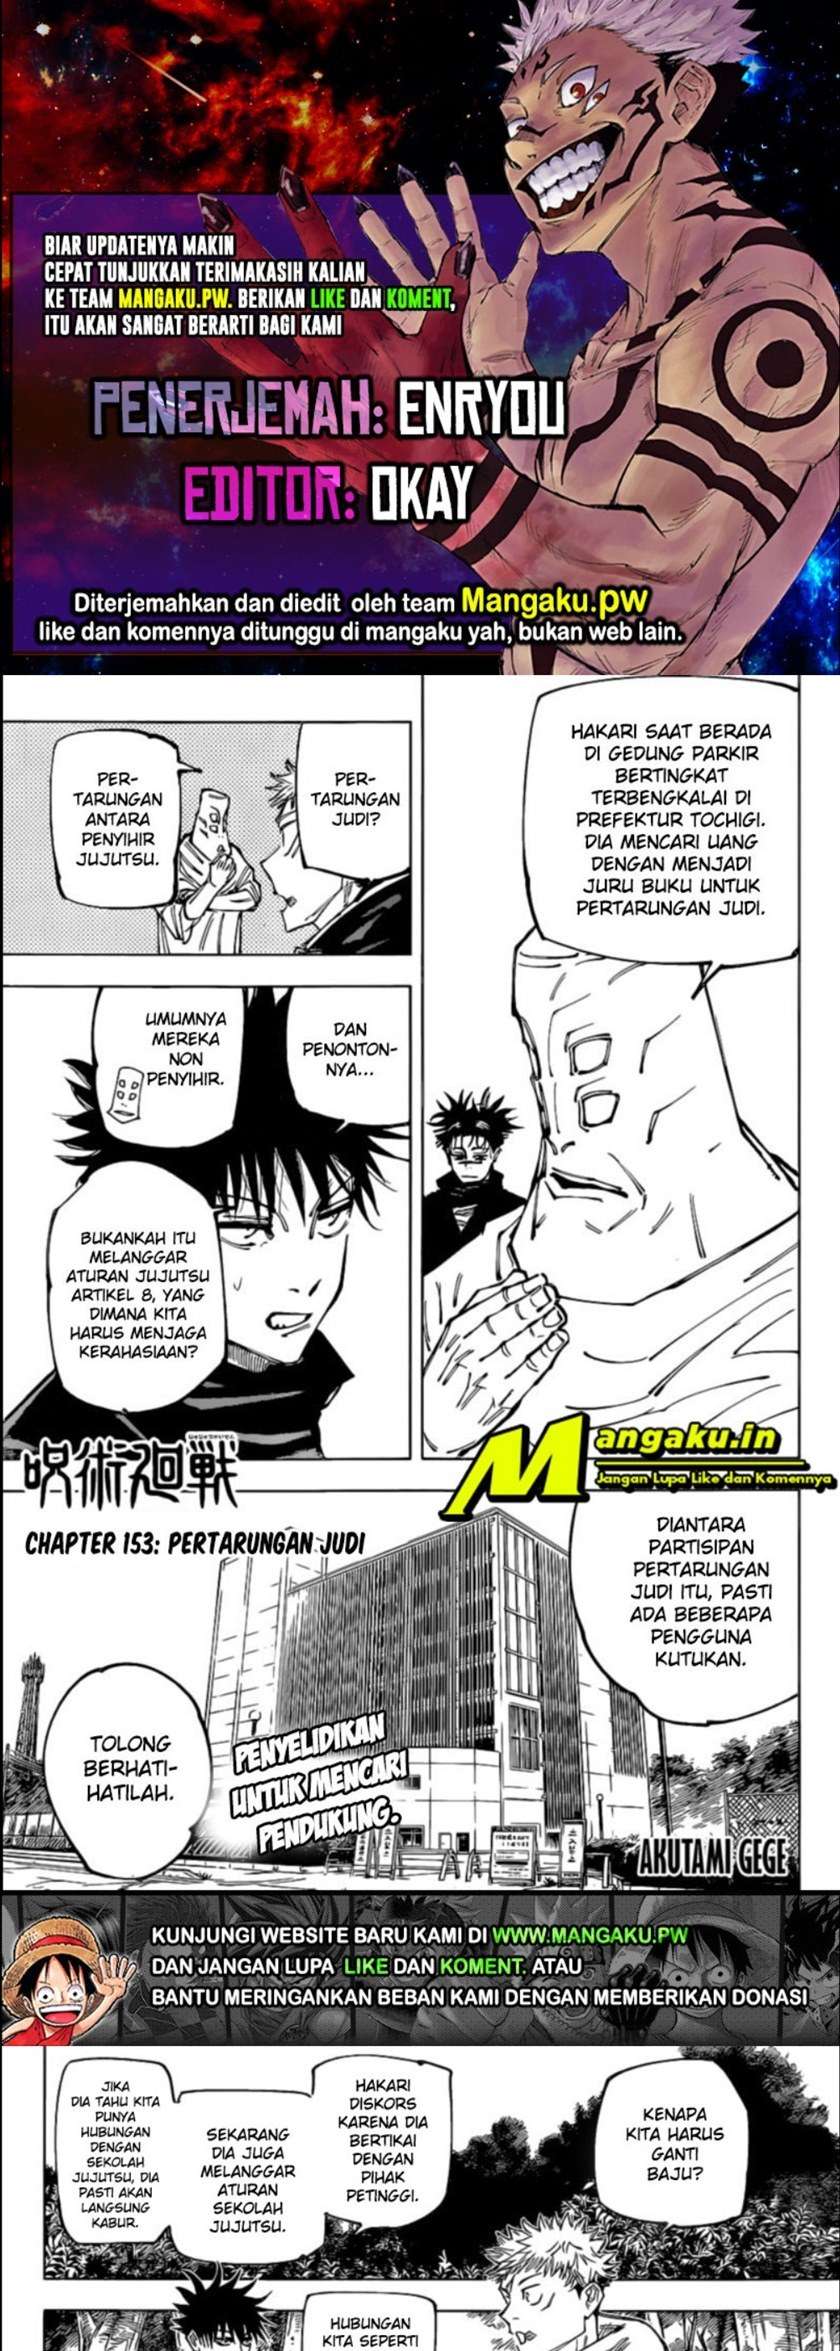 BIAR UPDATENYA MAKIN
CEPAT TUNJUKKAN TERIMAKASIH KALIAN
KE TEAM MANGAKU.PW. BERIKAN LIKE DAN KOMENT,
ITU AKAN SANGAT BERARTI BAGI KAMI
PENERJEMAH: ENRYOU
EDITOR: OKAY
Diterjemahkan dan diedit oleh team Mangaku.pw
like dan komennya ditunggu di mangaku yah, bukan web lain.
HAKARI SAAT BERADA
DI GEDUNG PARKIR
BERTINGKAT
TERBENGKALAI DI
PREFEKTUR TOCHIGI.
DIA MENCARI UANG
DENGAN MENJADI
JURU BUKU UNTUK
PERTARUNGAN JUDI.
PER-
TARUNGAN
JUDI?
PER-
TARUNGAN
ANTARA
PENYIHIR
JUJUTSU.
DAN
PENONTON-
NYA...
UMUMNYA
MEREKA
NON
PENYIHIR.
BUKANKAH ITU
MELANGGAR
ATURAN JUJUTSU
ARTIKEL 8, YANG
DIMANA KITA
HARUS MENJAGA
KERAHASIAAN?
呪術廻戦
CHAPTER 153: PERTARUNGAN JUDI
Mangaku.in
Jangan Lupa Like dan Komennya
DIANTARA
PARTISIPAN
PERTARUNGAN
JUDI ITU, PASTI
ADA BEBERAPA
PENGGUNA
KUTUKAN.
TOLONG
BERHATI-
HATILAH.
PENYELIDIKAN
UNTUK MENCARI
PENDUKUNG.
AKUTAMI GEGE
KUNJUNGI WEBSITE BARU KAMI DI WWW.MANGAKU.PW
DAN JANGAN LUPA LIKE DAN KOMENT. ATAU
BANTU MERINGANKAN BEBAN KAMI DENGAN MEMBERIKAN DONASI
KENAPA
KITA HARUS
GANTI
BAJU?
HAKARI
DISKORS
KARENA DIA
BERTIKAI
DENGAN
PIHAK
PETINGGI.
SEKARANG
DIA JUGA
MELANGGAR
ATURAN
SEKOLAH
JUJUTSU.
JIKA
DIA TAHU KITA
PUNYA
HUBUNGAN
DENGAN
SEKOLAH
JUJUTSU, DIA
PASTI AKAN
LANGSUNG
KABUR.
HUBUNGAN
KITA SEPERTI